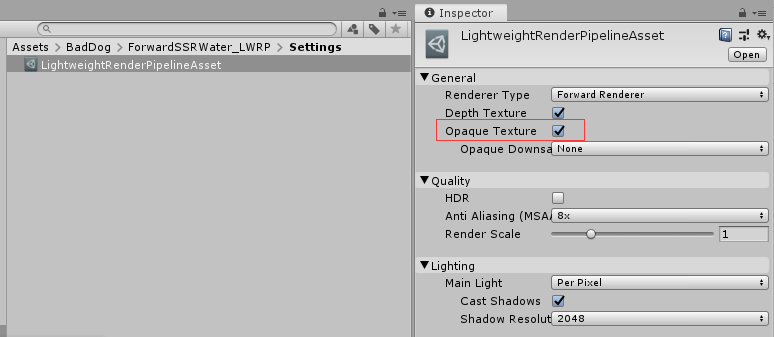 Assets > BadDog > ForwardSSRWater_LWRP > Settings
LightweightRenderPipelineAsset
Inspector
LightweightRenderPipelineAsset
Open
General
Renderer Type Forward Renderer
Depth Texture
Opaque Texture
Opaque Downsa None
Quality
HDR
Anti Aliasing (MSAA 8x
Render Scale 1
Lighting
Main Light Per Pixel
Cast Shadows
Shadow Resolut 2048